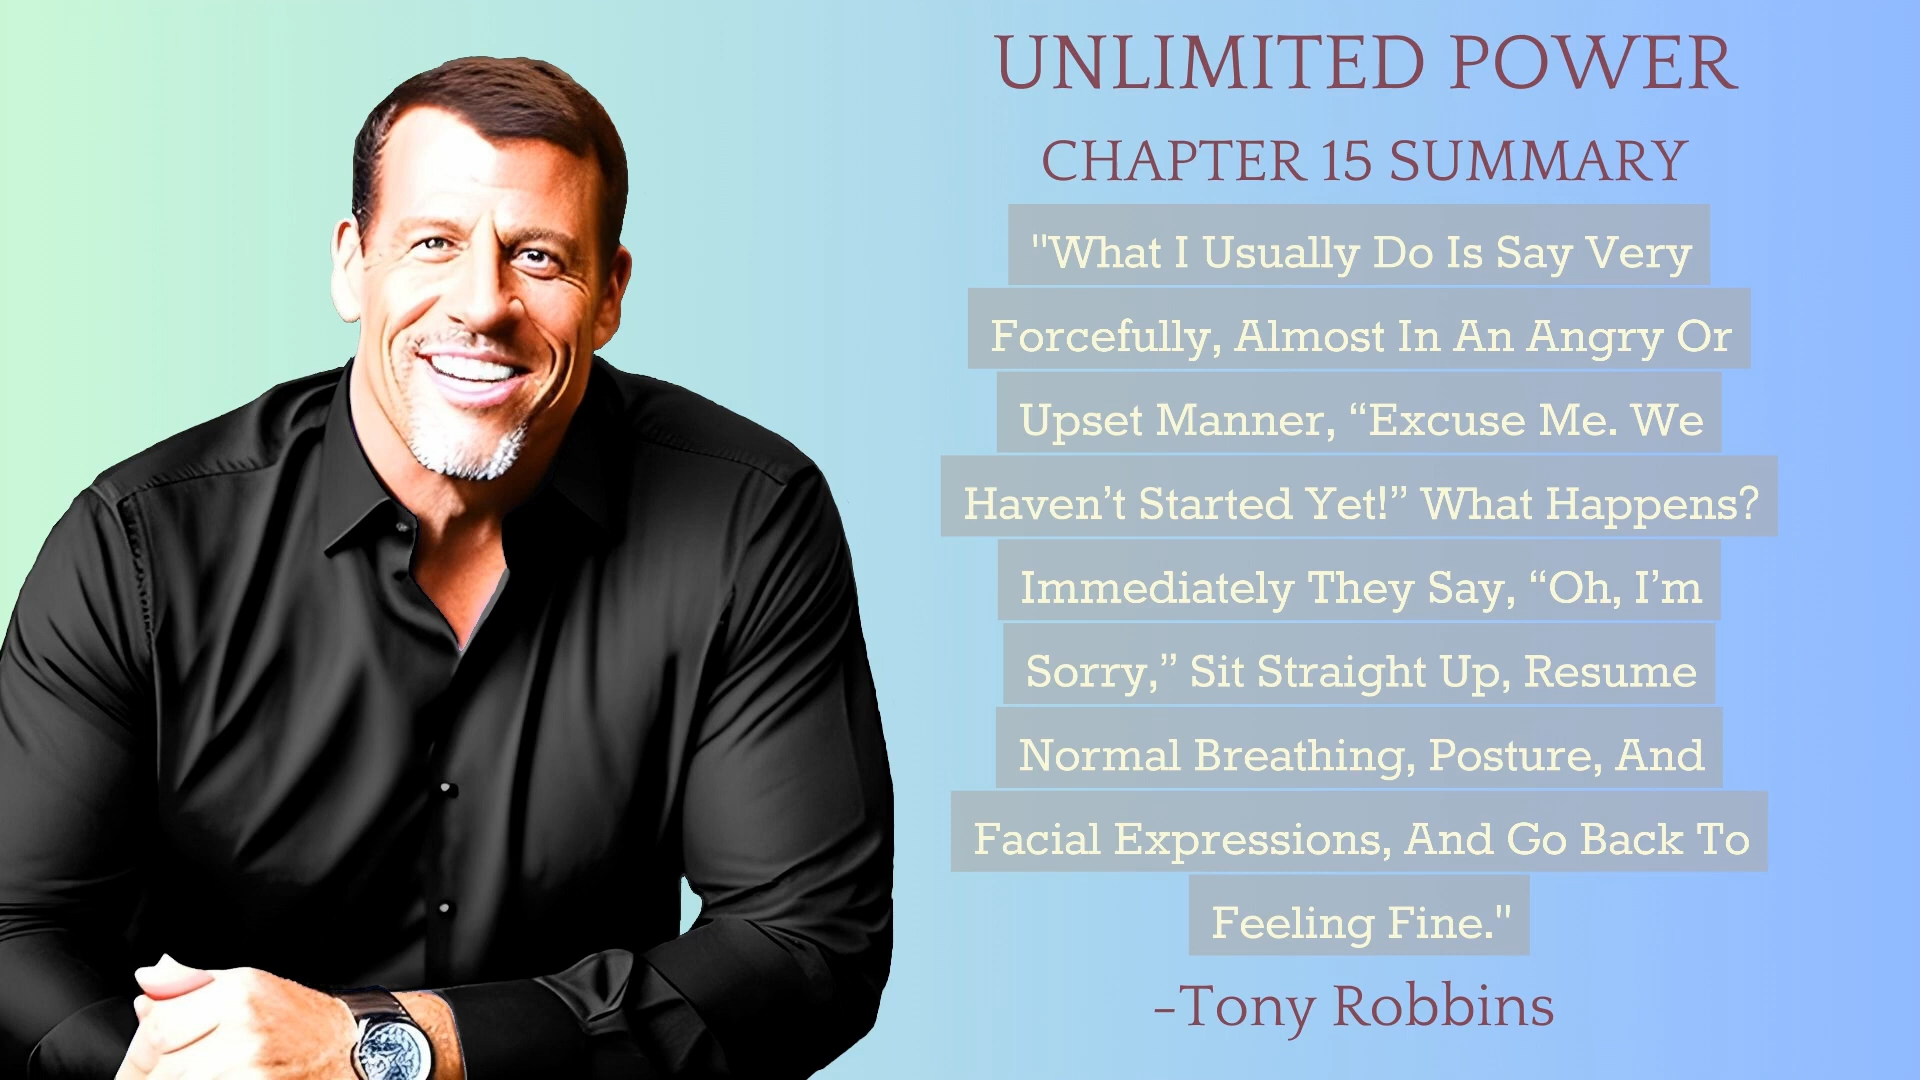 UNLIMITED POWER
CHAPTER 15 SUMMARY
"What I Usually Do Is Say Very
Forcefully, Almost In An Angry Or
Upset Manner, “Excuse Me. We
Haven’t Started Yet!” What Happens?
Immediately They Say, “Oh, I’m
Sorry,” Sit Straight Up, Resume
Normal Breathing, Posture, And
Facial Expressions, And Go Back To
Feeling Fine."
-Tony Robbins